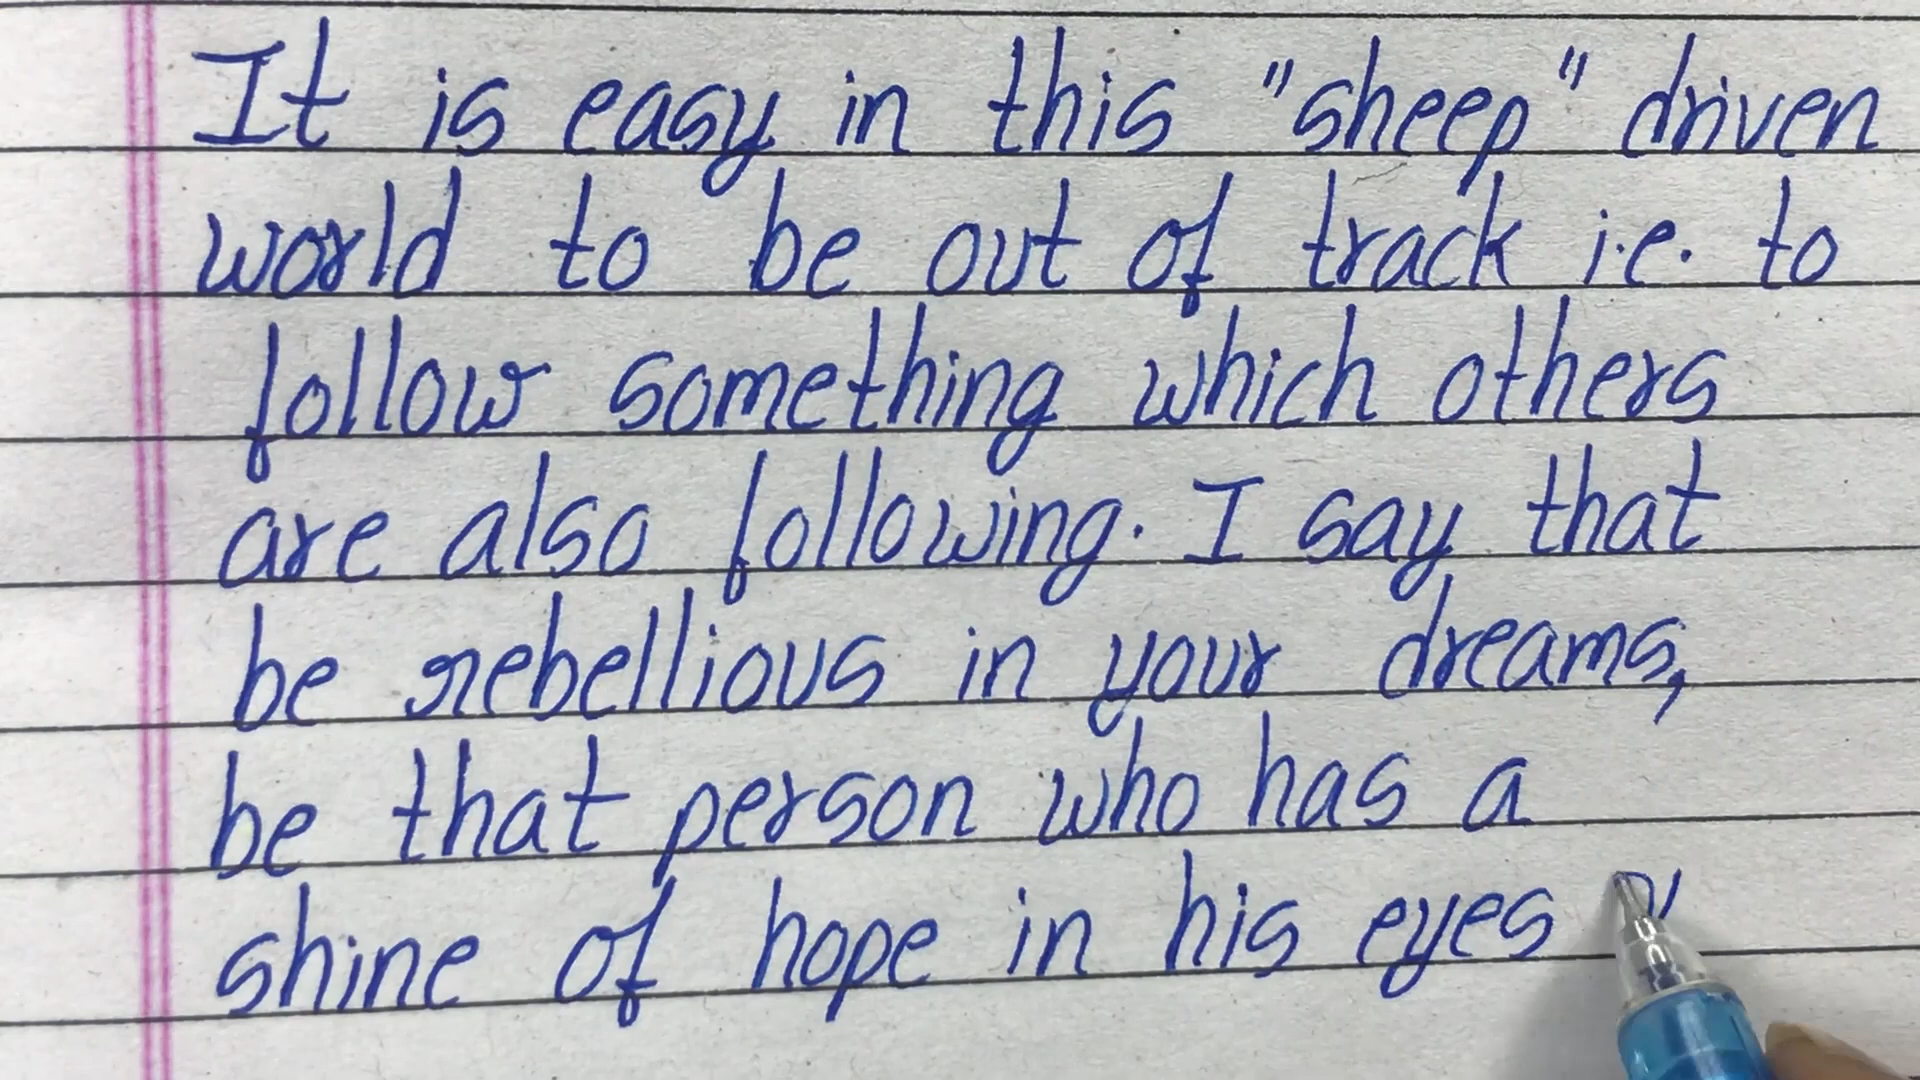 It is easy in this "sheep" driven
world to be out of track i.e. to
follow something which others
are also following. I say that
be rebellious in your dreams,
be that person who has a
shine of hope in his eyes